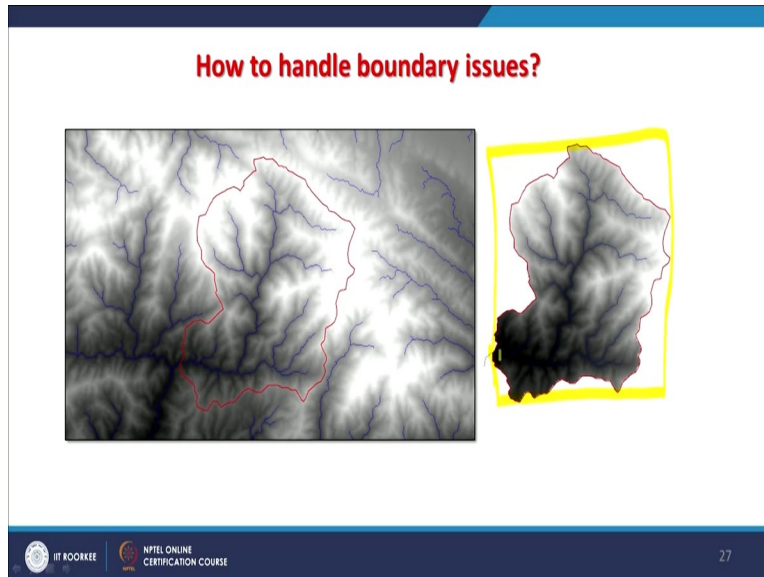 How to handle boundary issues?
IIT ROORKEE
NPTEL ONLINE
CERTIFICATION COURSE
27